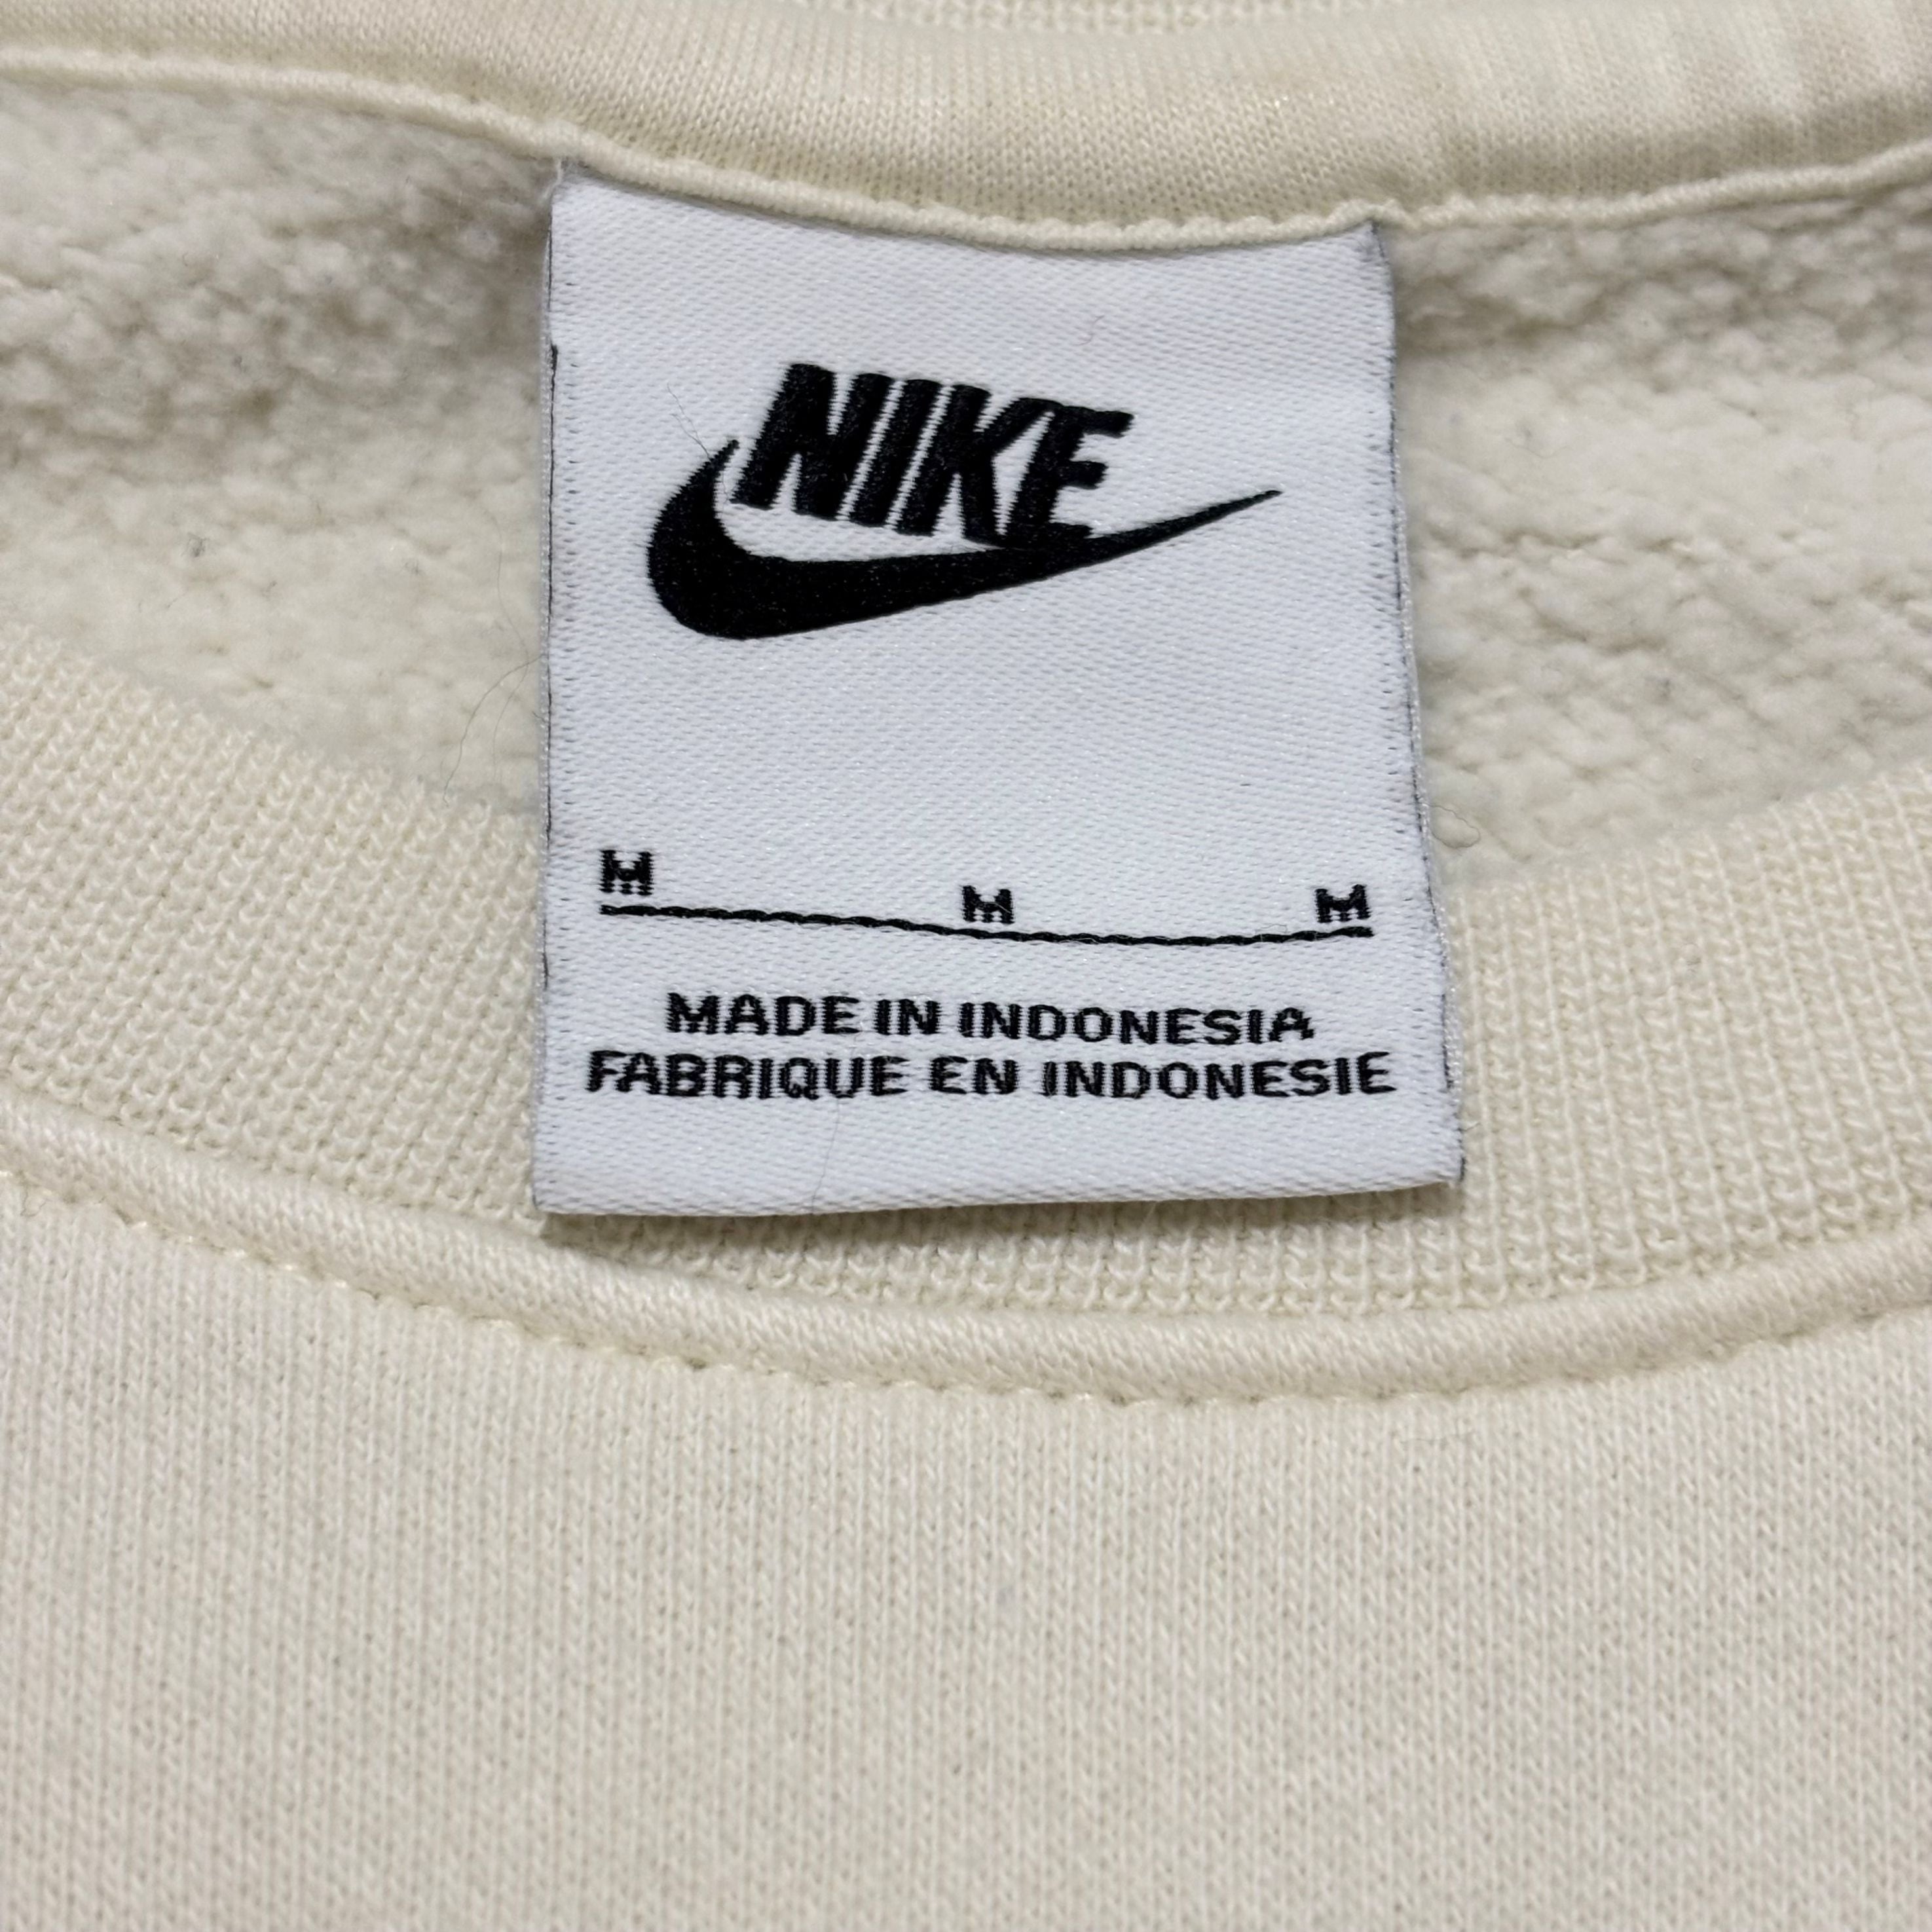 NIKE
M M M
MADE IN INDONESIA
FABRIQUE EN INDONESIE